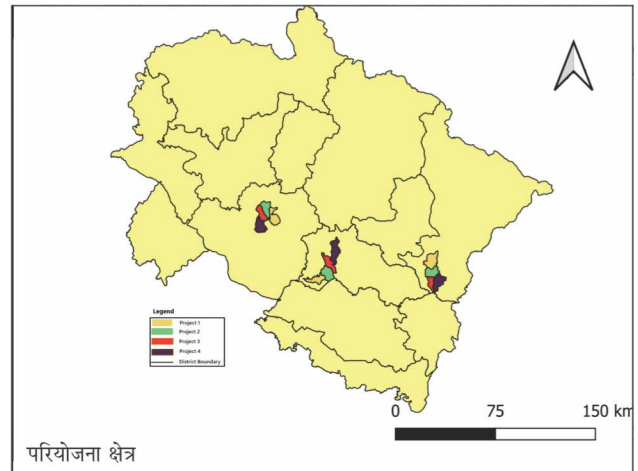 Legend
Project 1
Project 2
Project 3
Project 4
District Boundary
0 75 150 km
परियोजना क्षेत्र